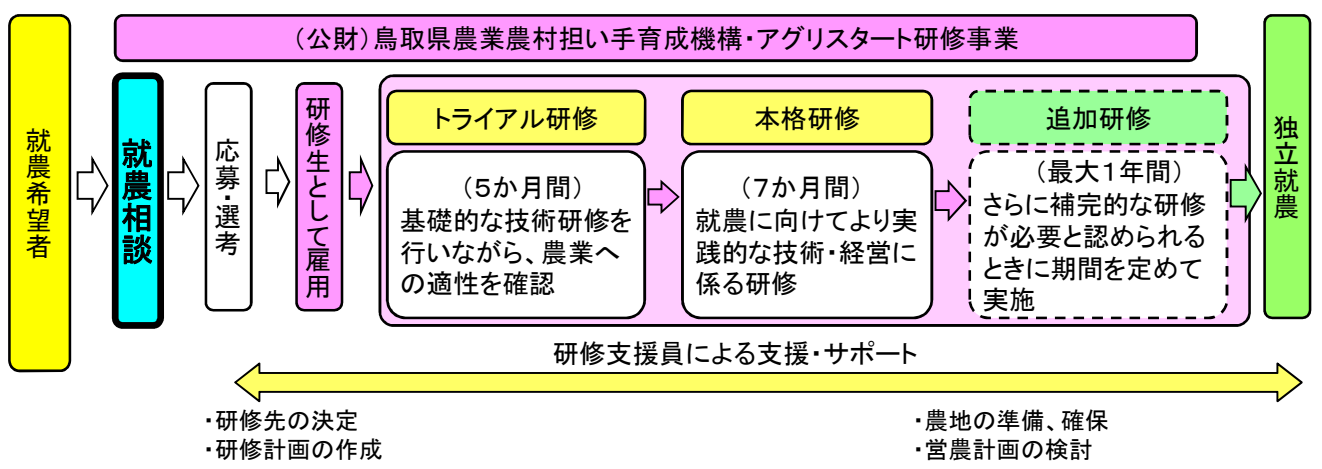 (公財)鳥取県農業農村担い手育成機構・アグリスタート研修事業
就農希望者
就農相談
応募・選考
研修生として雇用
トライアル研修
(5か月間)
基礎的な技術研修を
行いながら、農業へ
の適性を確認
本格研修
(7か月間)
就農に向けてより実
践的な技術・経営に
係る研修
追加研修
(最大1年間)
さらに補完的な研修
が必要と認められる
ときに期間を定めて
実施
独立就農
研修支援員による支援・サポート
・研修先の決定
・研修計画の作成
・農地の準備、確保
・営農計画の検討